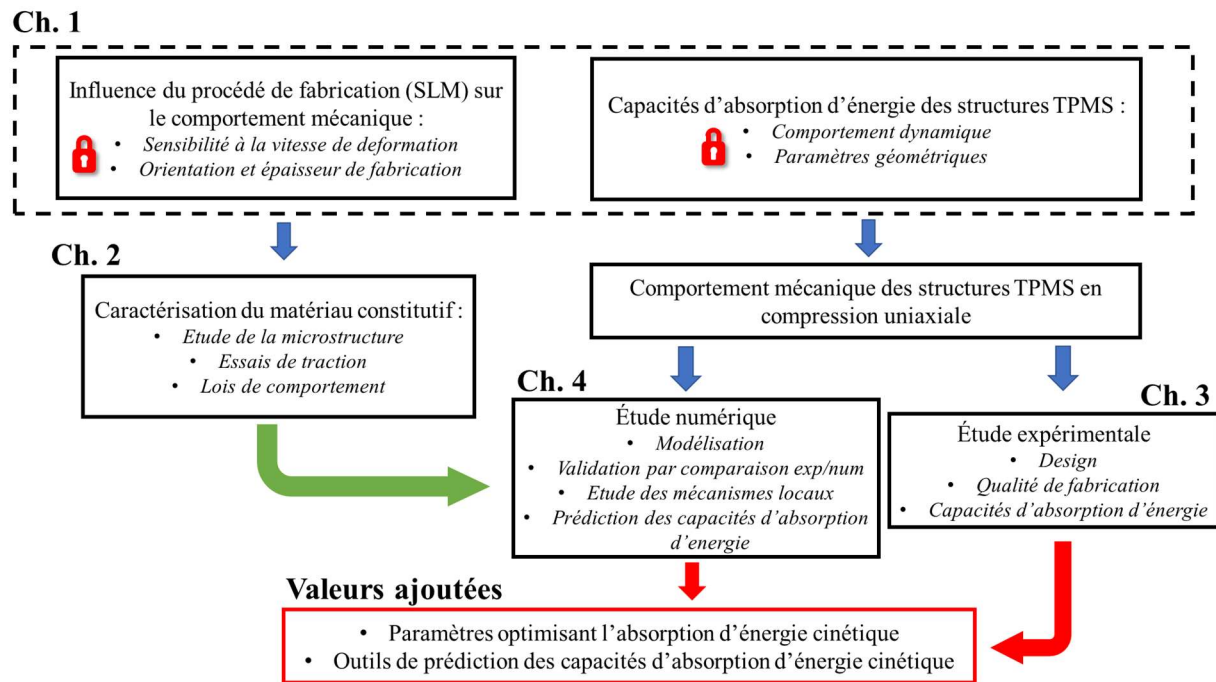 Ch. 1
Influence du procédé de fabrication (SLM) sur
le comportement mécanique :
• Sensibilité à la vitesse de deformation
• Orientation et épaisseur de fabrication
Capacités d’absorption d’énergie des structures TPMS :
• Comportement dynamique
• Paramètres géométriques
Ch. 2
Caractérisation du matériau constitutif :
• Etude de la microstructure
• Essais de traction
• Lois de comportement
Comportement mécanique des structures TPMS en
compression uniaxiale
Ch. 4
Étude numérique
• Modélisation
• Validation par comparaison exp/num
• Etude des mécanismes locaux
• Prédiction des capacités d’absorption
d’energie
Ch. 3
Étude expérimentale
• Design
• Qualité de fabrication
• Capacités d’absorption d’énergie
Valeurs ajoutées
• Paramètres optimisant l’absorption d’énergie cinétique
• Outils de prédiction des capacités d’absorption d’énergie cinétique